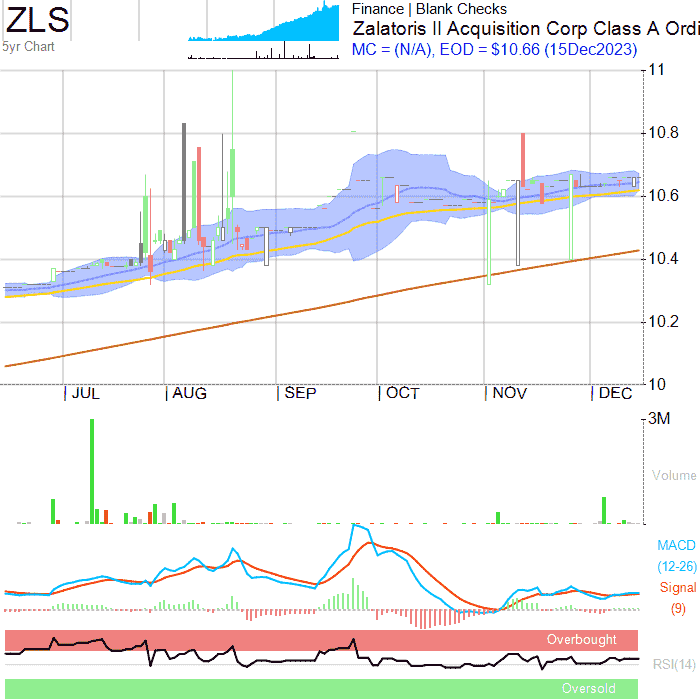 ZLS
5yr Chart
Finance | Blank Checks
Zalatoris II Acquisition Corp Class A Ordi
MC = (N/A), EOD = $10.66 (15Dec2023)
11
10.8
10.6
10.4
10.2
10
JUL
AUG
SEP
OCT
NOV
DEC
3M
Volume
MACD
(12-26)
Signal
(9)
Overbought
RSI(14)
Oversold